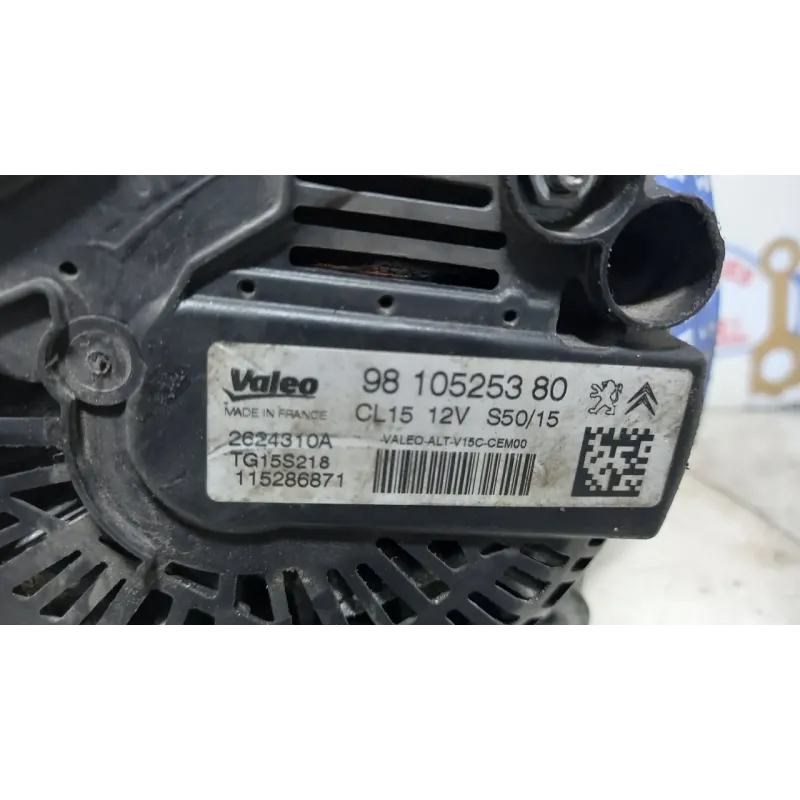 Valeo 98 105253 80
MADE IN FRANCE CL15 12V S50/15
2624310A -VALEO-ALT-V15C-CEM00
TG15S218
115286871